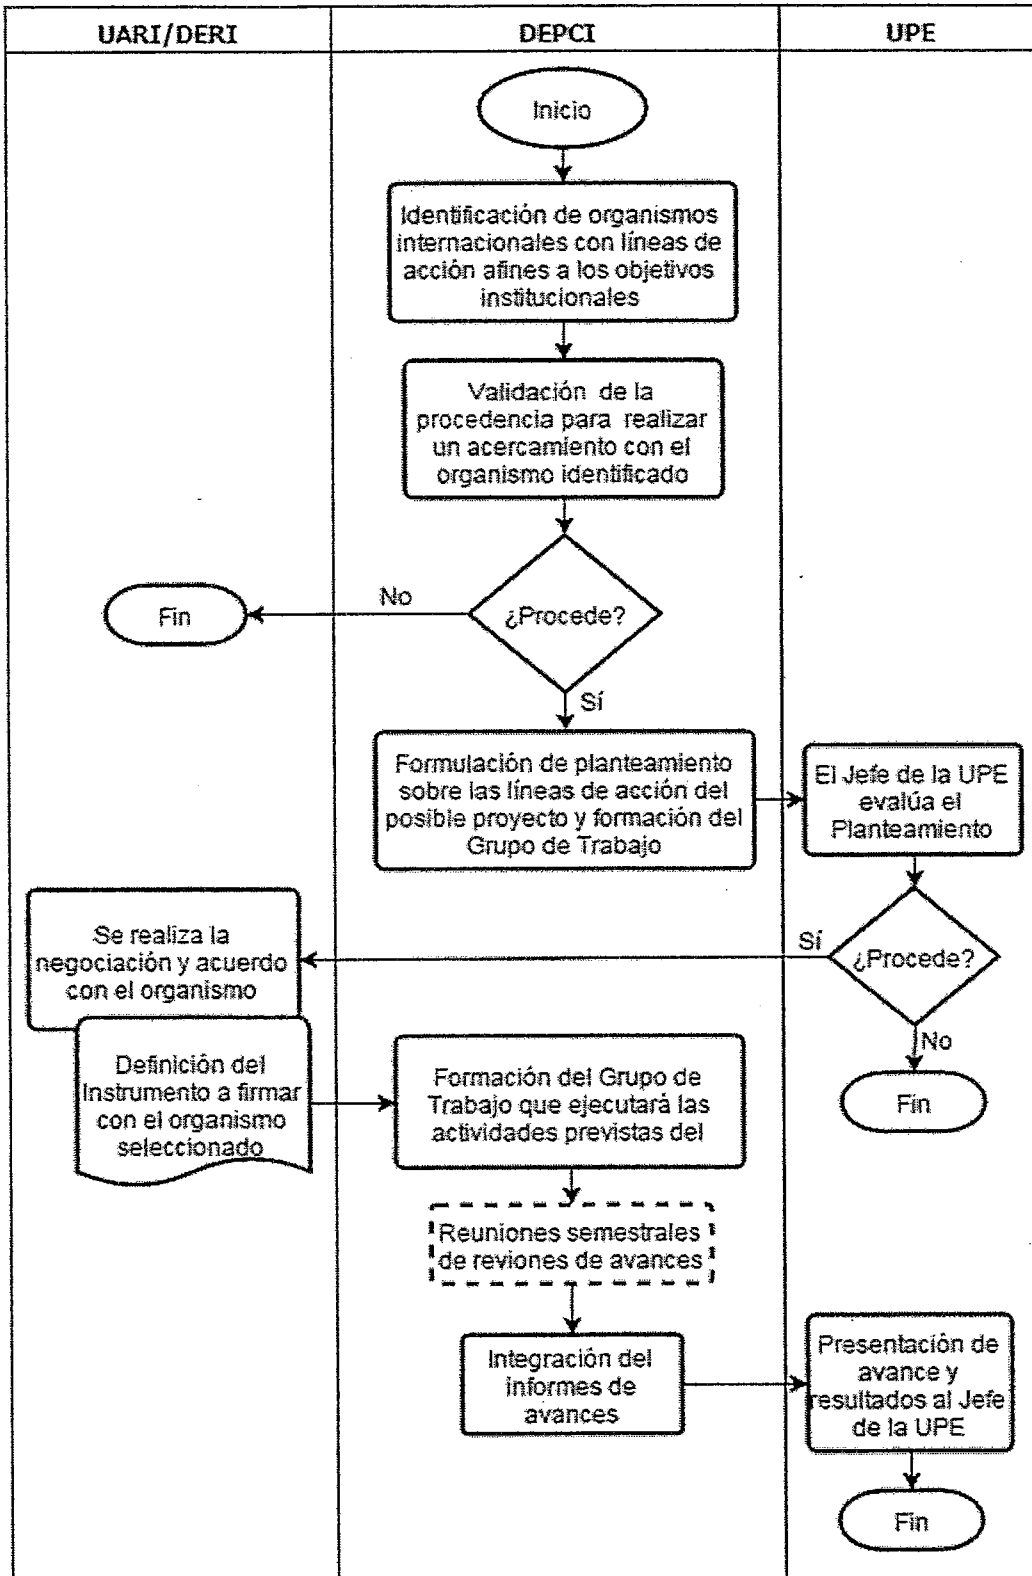 UARI/DERI
DEPCI
UPE
Inicio
Identificación de organismos
internacionales con líneas de
acción afines a los objetivos
institucionales
Validación de la
procedencia para realizar
un acercamiento con el
organismo identificado
¿Procede?
No
Fin
Sí
Formulación de planteamiento
sobre las líneas de acción del
posible proyecto y formación del
Grupo de Trabajo
El Jefe de la UPE
evalúa el
Planteamiento
¿Procede?
Sí
No
Fin
Se realiza la
negociación y acuerdo
con el organismo
Definición del
Instrumento a firmar
con el organismo
seleccionado
Formación del Grupo de
Trabajo que ejecutará las
actividades previstas del
Reuniones semestrales
de reviones de avances
Integración del
informes de
avances
Presentación de
avance y
resultados al Jefe
de la UPE
Fin